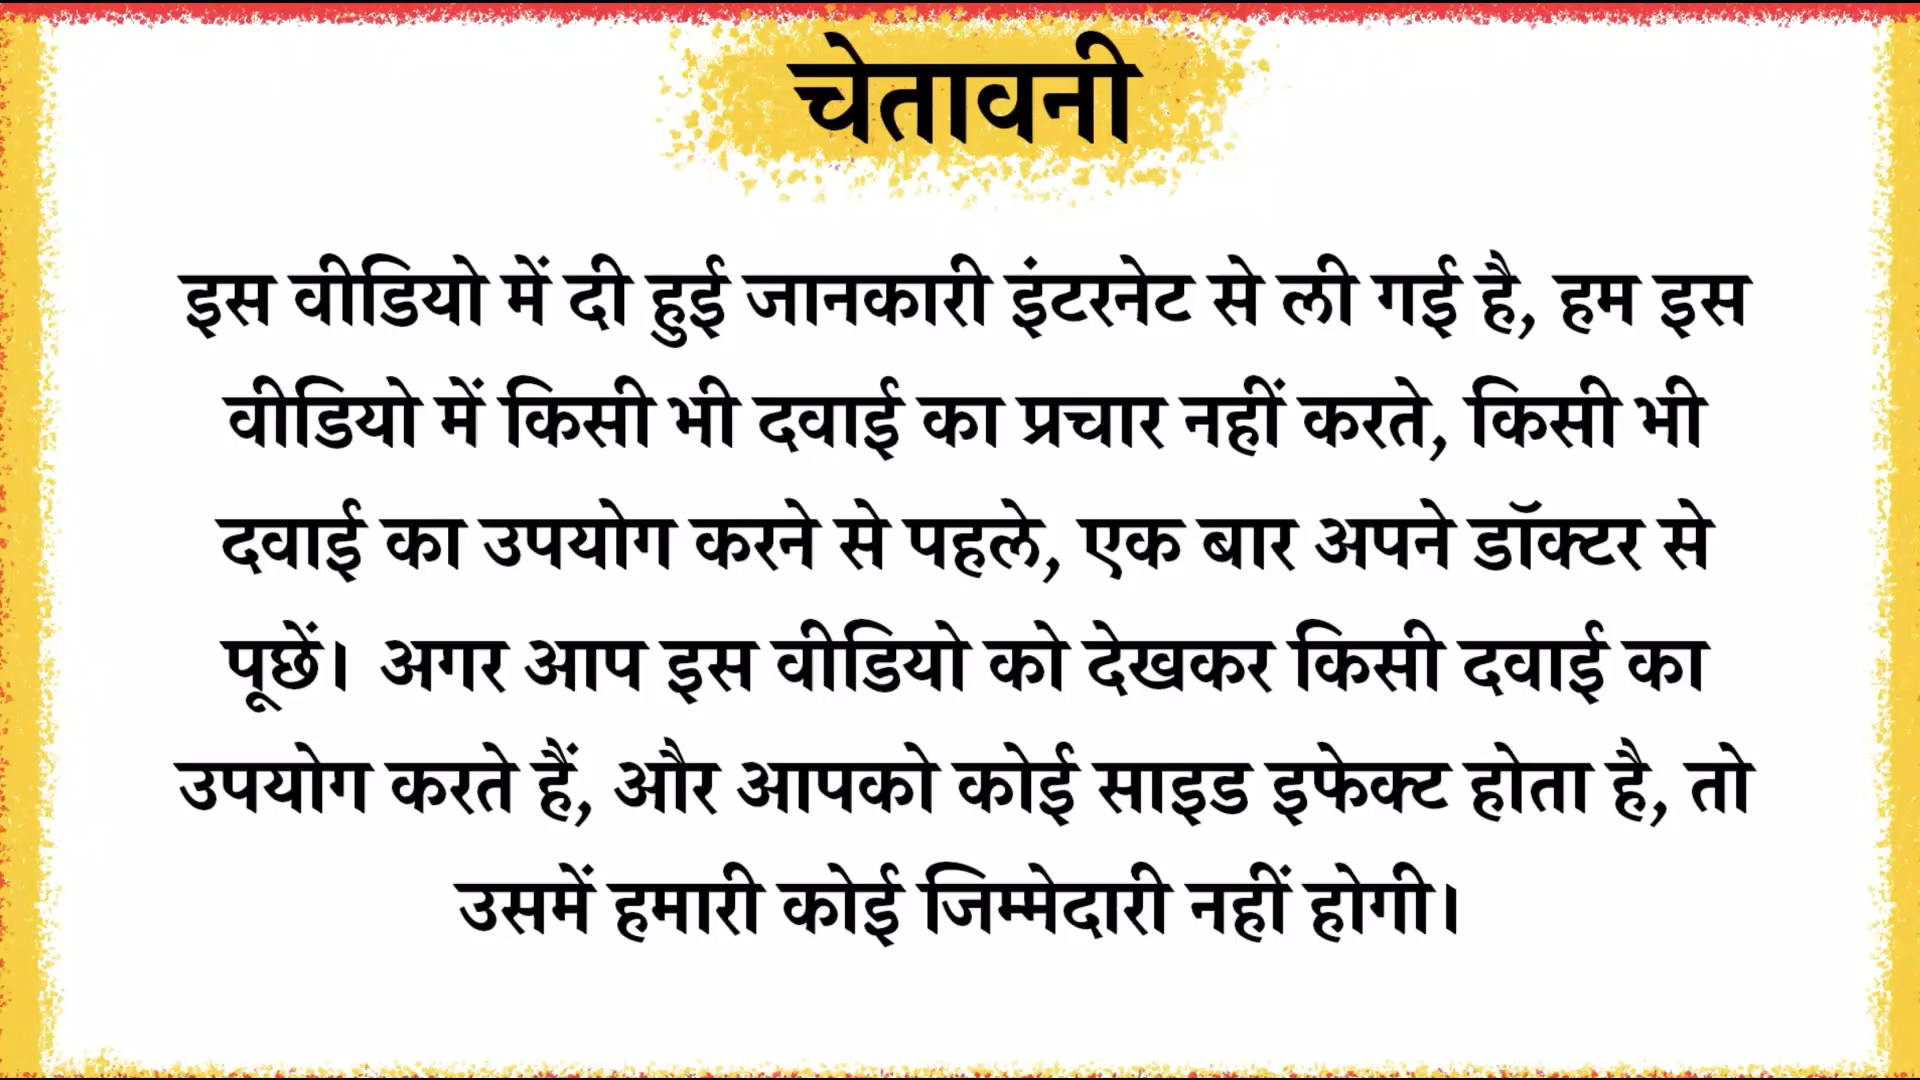 चेतावनी
इस वीडियो में दी हुई जानकारी इंटरनेट से ली गई है, हम इस
वीडियो में किसी भी दवाई का प्रचार नहीं करते, किसी भी
दवाई का उपयोग करने से पहले, एक बार अपने डॉक्टर से
पूछें। अगर आप इस वीडियो को देखकर किसी दवाई का
उपयोग करते हैं, और आपको कोई साइड इफेक्ट होता है, तो
उसमें हमारी कोई जिम्मेदारी नहीं होगी।